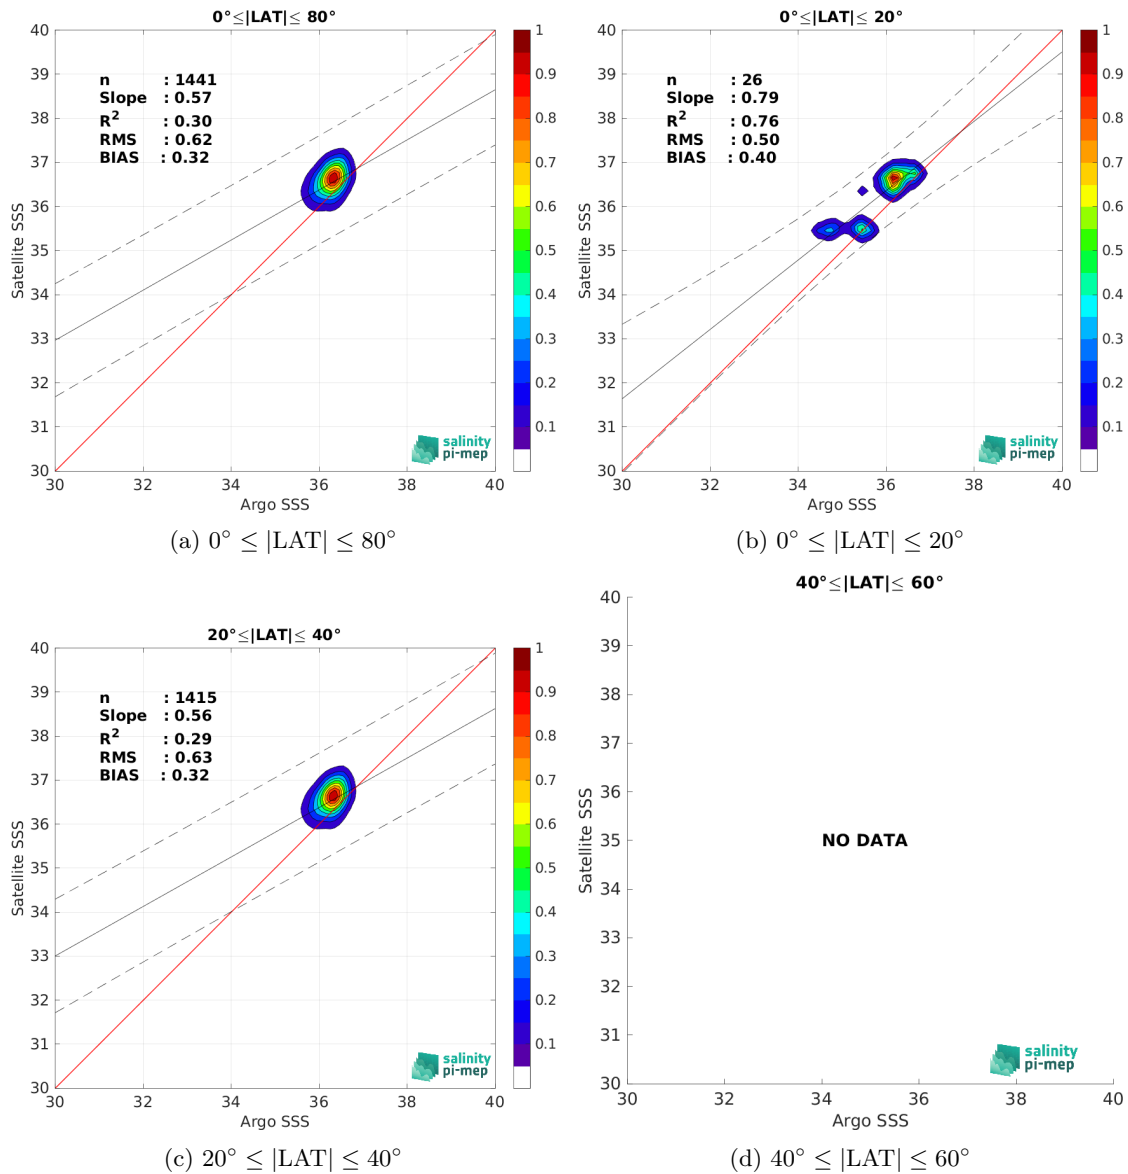 0°≤|LAT|≤ 80°
n : 1441
Slope : 0.57
R² : 0.30
RMS : 0.62
BIAS : 0.32
40
39
38
37
36
35
34
33
32
31
30
Satellite SSS
30 32 34 36 38 40
Argo SSS
1
0.9
0.8
0.7
0.6
0.5
0.4
0.3
0.2
0.1
salinity
pi-mep
(a) 0° ≤ |LAT| ≤ 80°
0°≤|LAT|≤ 20°
n : 26
Slope : 0.79
R² : 0.76
RMS : 0.50
BIAS : 0.40
40
39
38
37
36
35
34
33
32
31
30
Satellite SSS
30 32 34 36 38 40
Argo SSS
1
0.9
0.8
0.7
0.6
0.5
0.4
0.3
0.2
0.1
salinity
pi-mep
(b) 0° ≤ |LAT| ≤ 20°
20°≤|LAT|≤ 40°
n : 1415
Slope : 0.56
R² : 0.29
RMS : 0.63
BIAS : 0.32
40
39
38
37
36
35
34
33
32
31
30
Satellite SSS
30 32 34 36 38 40
Argo SSS
1
0.9
0.8
0.7
0.6
0.5
0.4
0.3
0.2
0.1
salinity
pi-mep
(c) 20° ≤ |LAT| ≤ 40°
40°≤|LAT|≤ 60°
40
39
38
37
36
35
34
33
32
31
30
Satellite SSS
NO DATA
30 32 34 36 38 40
Argo SSS
salinity
pi-mep
(d) 40° ≤ |LAT| ≤ 60°